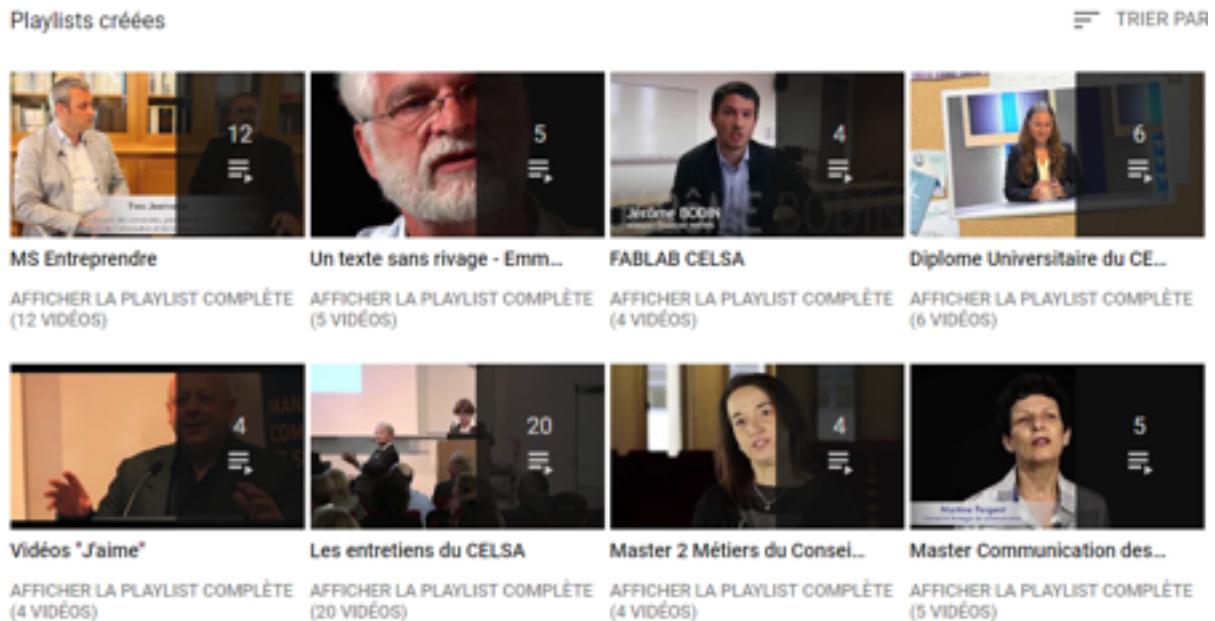 Playlists créées
TRIER PAR
12
5
4
6
Yves Jeanneret
Jérôme BODIN
MS Entreprendre
Un texte sans rivage - Emm...
FABLAB CELSA
Diplome Universitaire du CE...
AFFICHER LA PLAYLIST COMPLÈTE
(12 VIDÉOS)
AFFICHER LA PLAYLIST COMPLÈTE
(5 VIDÉOS)
AFFICHER LA PLAYLIST COMPLÈTE
(4 VIDÉOS)
AFFICHER LA PLAYLIST COMPLÈTE
(6 VIDÉOS)
4
20
4
5
Vidéos "J'aime"
Les entretiens du CELSA
Master 2 Métiers du Consei...
Master Communication des...
AFFICHER LA PLAYLIST COMPLÈTE
(4 VIDÉOS)
AFFICHER LA PLAYLIST COMPLÈTE
(20 VIDÉOS)
AFFICHER LA PLAYLIST COMPLÈTE
(4 VIDÉOS)
AFFICHER LA PLAYLIST COMPLÈTE
(5 VIDÉOS)